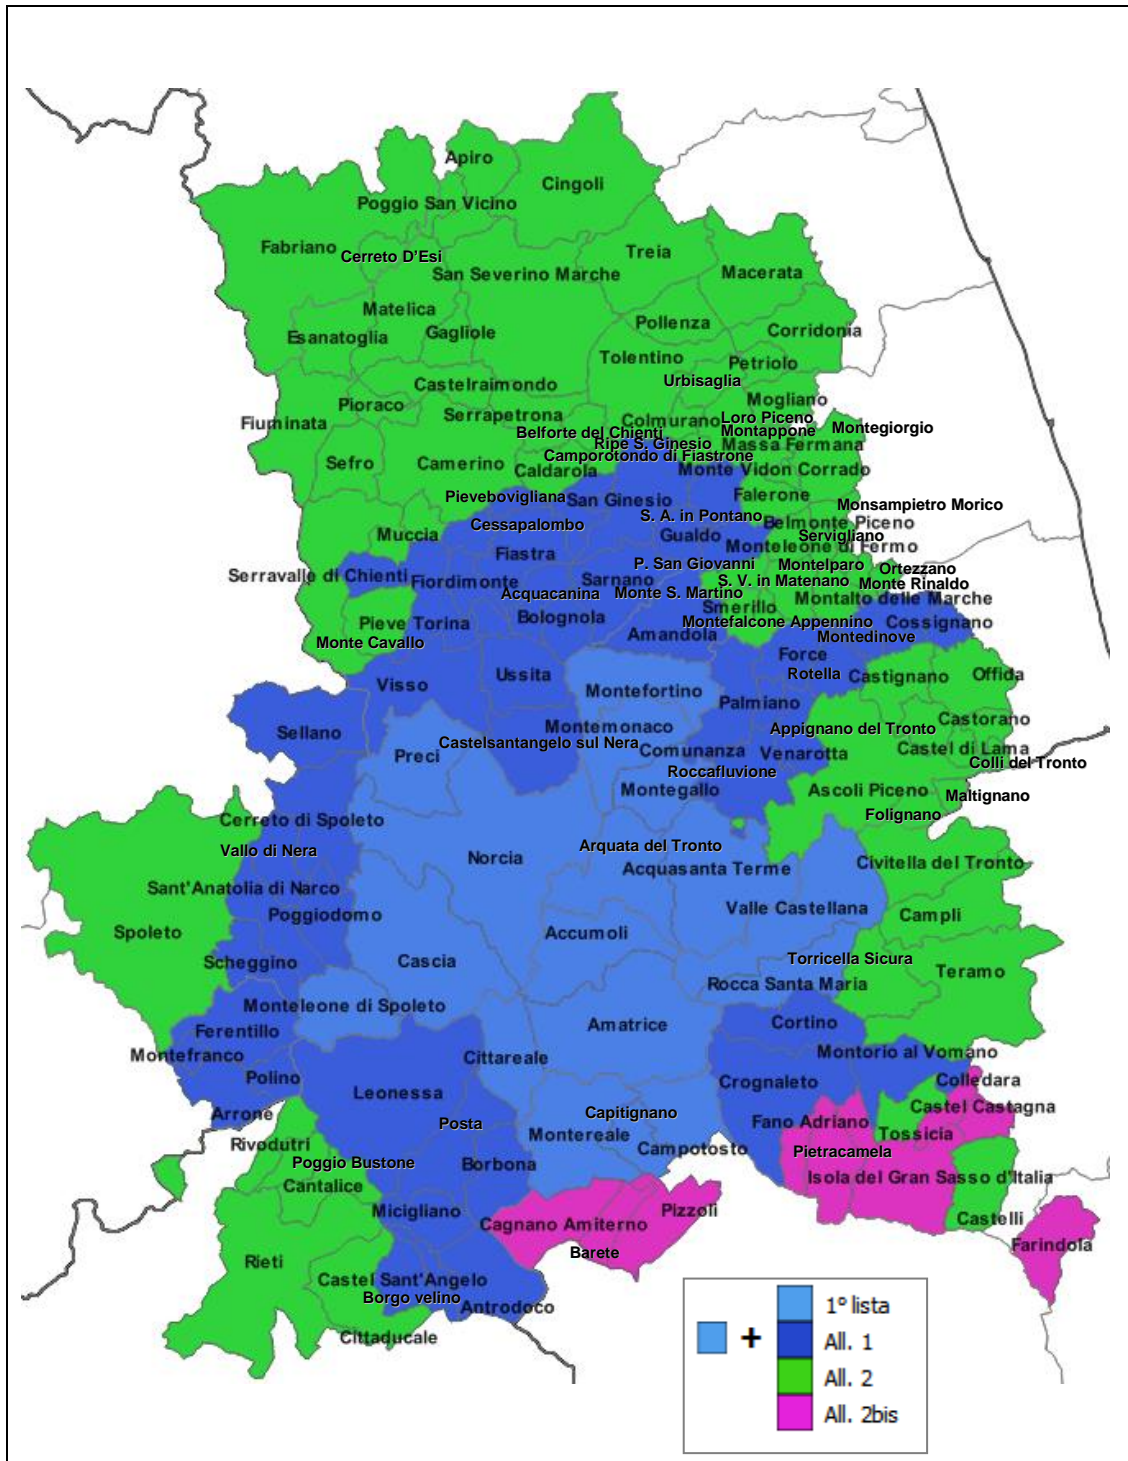 Apiro
Cingoli
Poggio San Vicino
Fabriano
Cerreto D'Esi
Treia
San Severino Marche
Macerata
Matelica
Esanatoglia
Gagliole
Pollenza
Corridonia
Tolentino
Petriolo
Urbisaglia
Castelraimondo
Mogliano
Pioraco
Serrapetrona
Fiuminata
Colmurano
Loro Piceno
Montappone
Montegiorgio
Belforte del Chienti
Ripe S. Ginesio
Massa Fermana
Camporotondo di Fiastrone
Sefro
Camerino
Caldarola
Monte Vidon Corrado
Pievebovigliana
San Ginesio
Falerone
Monsampietro Morico
Cessapalombo
S. A. in Pontano
Belmonte Piceno
Muccia
Gualdo
Servigliano
Monteleone di Fermo
Fiastra
P. San Giovanni
Montelparo
Ortezzano
Serravalle di Chienti
Fiordimonte
Sarnano
S. V. in Matenano
Monte Rinaldo
Acquacanina
Monte S. Martino
Smerillo
Montalto delle Marche
Pieve Torina
Bolognola
Montefalcone Appennino
Cossignano
Monte Cavallo
Amandola
Montedinove
Force
Visso
Ussita
Rotella
Castignano
Offida
Montefortino
Palmiano
Sellano
Montemonaco
Appignano del Tronto
Castorano
Preci
Castelsantangelo sul Nera
Comunanza
Venarotta
Castel di Lama
Colli del Tronto
Roccafluvione
Montegallo
Ascoli Piceno
Maltignano
Folignano
Cerreto di Spoleto
Vallo di Nera
Norcia
Arquata del Tronto
Acquasanta Terme
Civitella del Tronto
Sant'Anatolia di Narco
Poggiodomo
Valle Castellana
Campli
Spoleto
Accumoli
Scheggino
Cascia
Torricella Sicura
Teramo
Rocca Santa Maria
Monteleone di Spoleto
Ferentillo
Amatrice
Cortino
Montefranco
Cittareale
Montorio al Vomano
Polino
Leonessa
Crognaleto
Colledara
Arrone
Posta
Capitignano
Fano Adriano
Castel Castagna
Rivodutri
Montereale
Campotosto
Tossicia
Poggio Bustone
Borbona
Pietracamela
Cantalice
Isola del Gran Sasso d'Italia
Micigliano
Cagnano Amiterno
Pizzoli
Castelli
Barete
Farindola
Rieti
Castel Sant'Angelo
Borgo velino
Antrodoco
Cittaducale
1° lista
+
All. 1
All. 2
All. 2bis